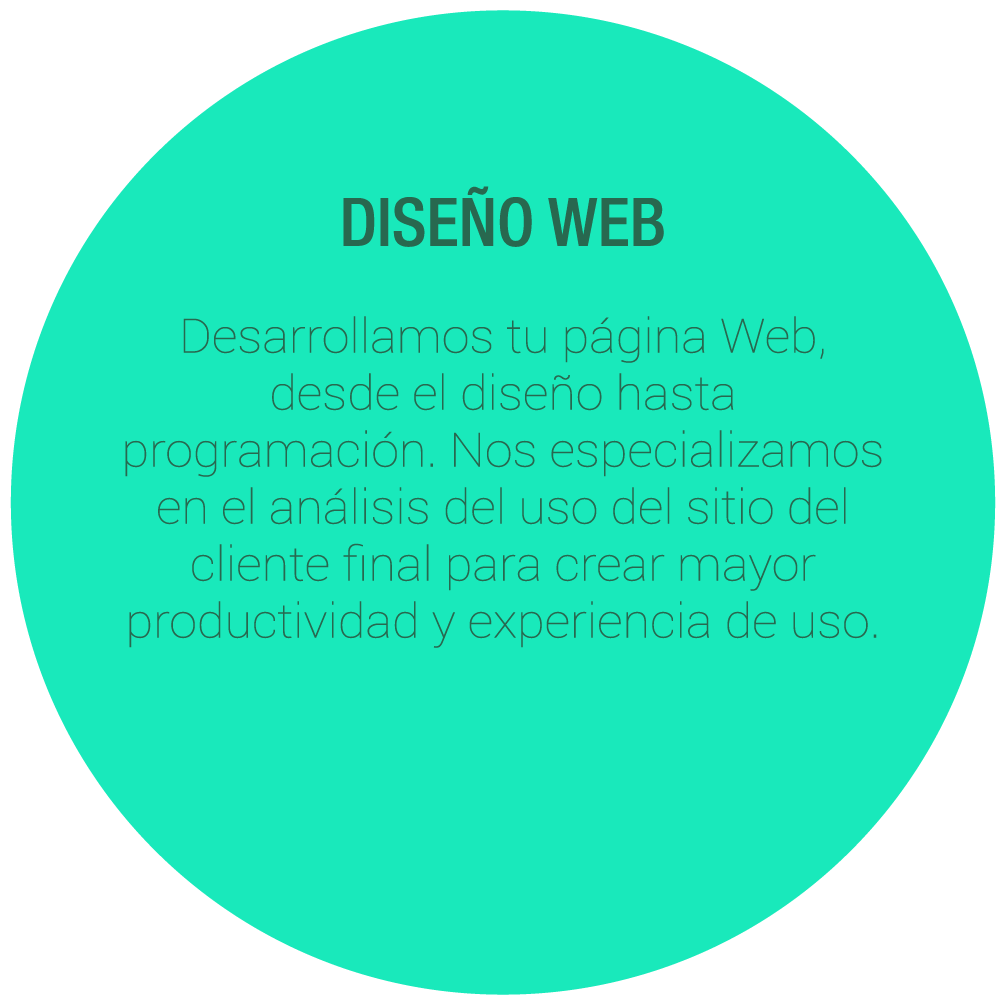 DISEÑO WEB
Desarrollamos tu página Web,
desde el diseño hasta
programación. Nos especializamos
en el análisis del uso del sitio del
cliente final para crear mayor
productividad y experiencia de uso.